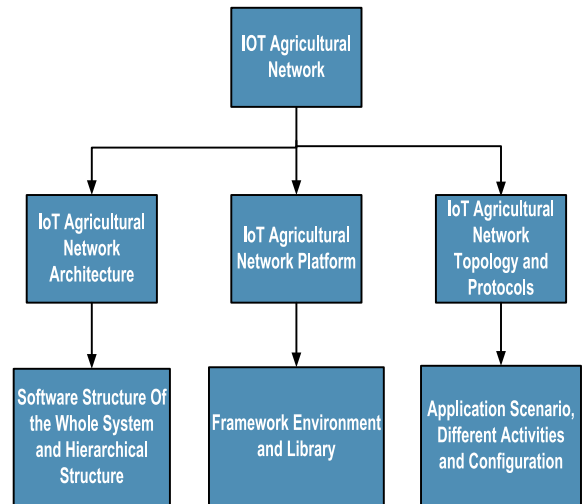 IOT Agricultural
Network
IoT Agricultural
Network
Architecture
IoT Agricultural
Network Platform
IoT Agricultural
Network
Topology and
Protocols
Software Structure Of
the Whole System
and Hierarchical
Structure
Framework Environment
and Library
Application Scenario,
Different Activities
and Configuration